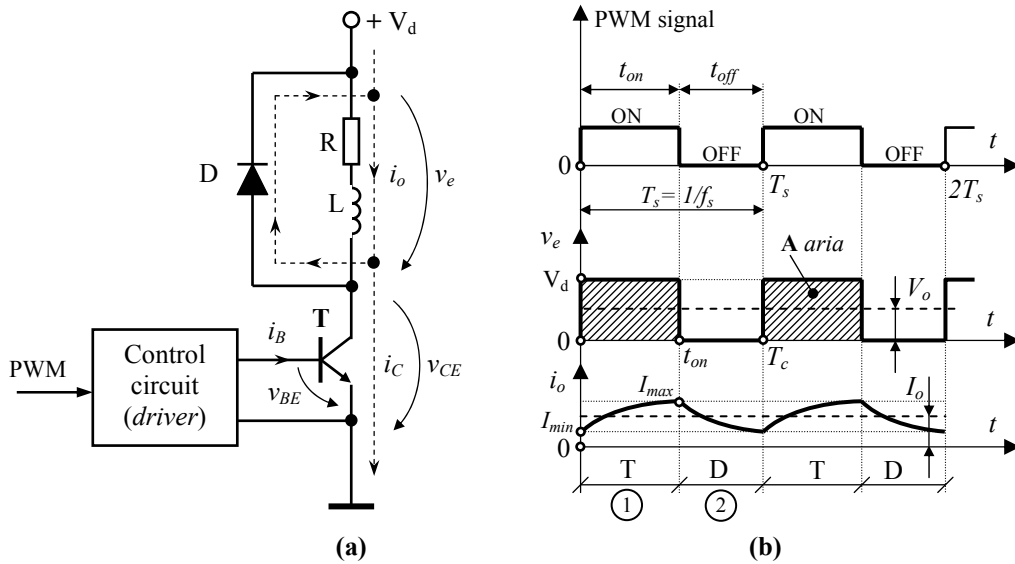 + V_d
R
D
i_o
v_e
L
T
i_B
PWM
Control
circuit
(driver)
v_BE
i_C
v_CE
(a)
PWM signal
t_on
t_off
ON
ON
OFF
OFF
t
0
T_s
2T_s
T_s = 1/f_s
v_e
A aria
V_d
V_o
t
0
t_on
T_c
i_o
I_max
I_o
I_min
t
0
T
D
T
D
1
2
(b)